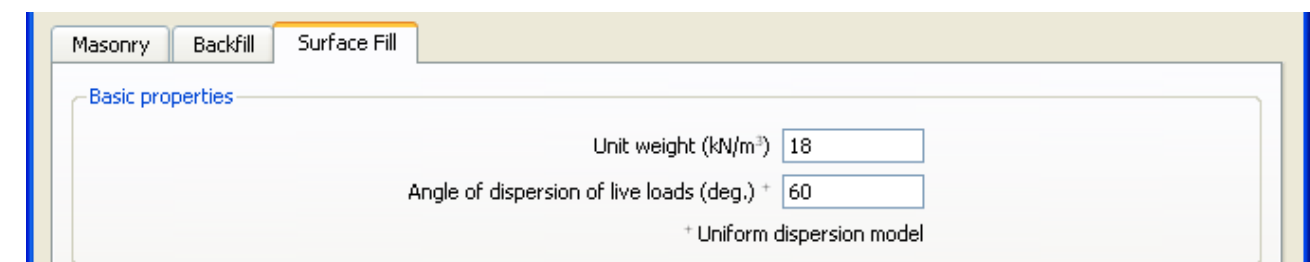 Masonry Backfill Surface Fill
Basic properties
Unit weight (kN/m³) 18
Angle of dispersion of live loads (deg.) + 60
+ Uniform dispersion model